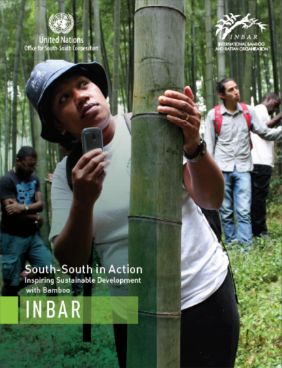 United Nations
Office for South-South Cooperation
INBAR
INTERNATIONAL BAMBOO
AND RATTAN ORGANISATION
South-South in Action
Inspiring Sustainable Development
with Bamboo
INBAR